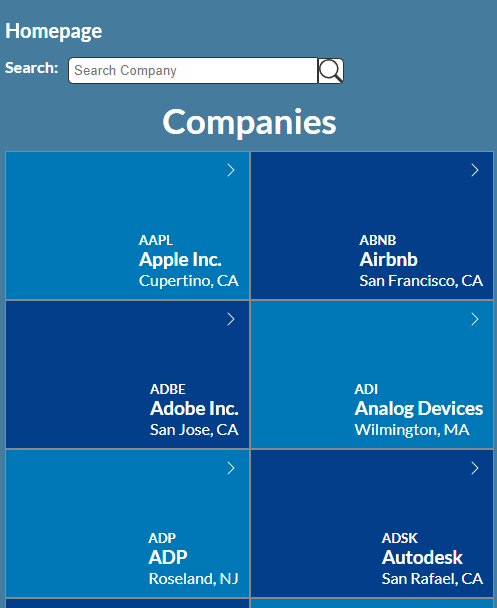 Homepage
Search:
Search Company
Companies
AAPL
Apple Inc.
Cupertino, CA
ABNB
Airbnb
San Francisco, CA
ADBE
Adobe Inc.
San Jose, CA
ADI
Analog Devices
Wilmington, MA
ADP
ADP
Roseland, NJ
ADSK
Autodesk
San Rafael, CA